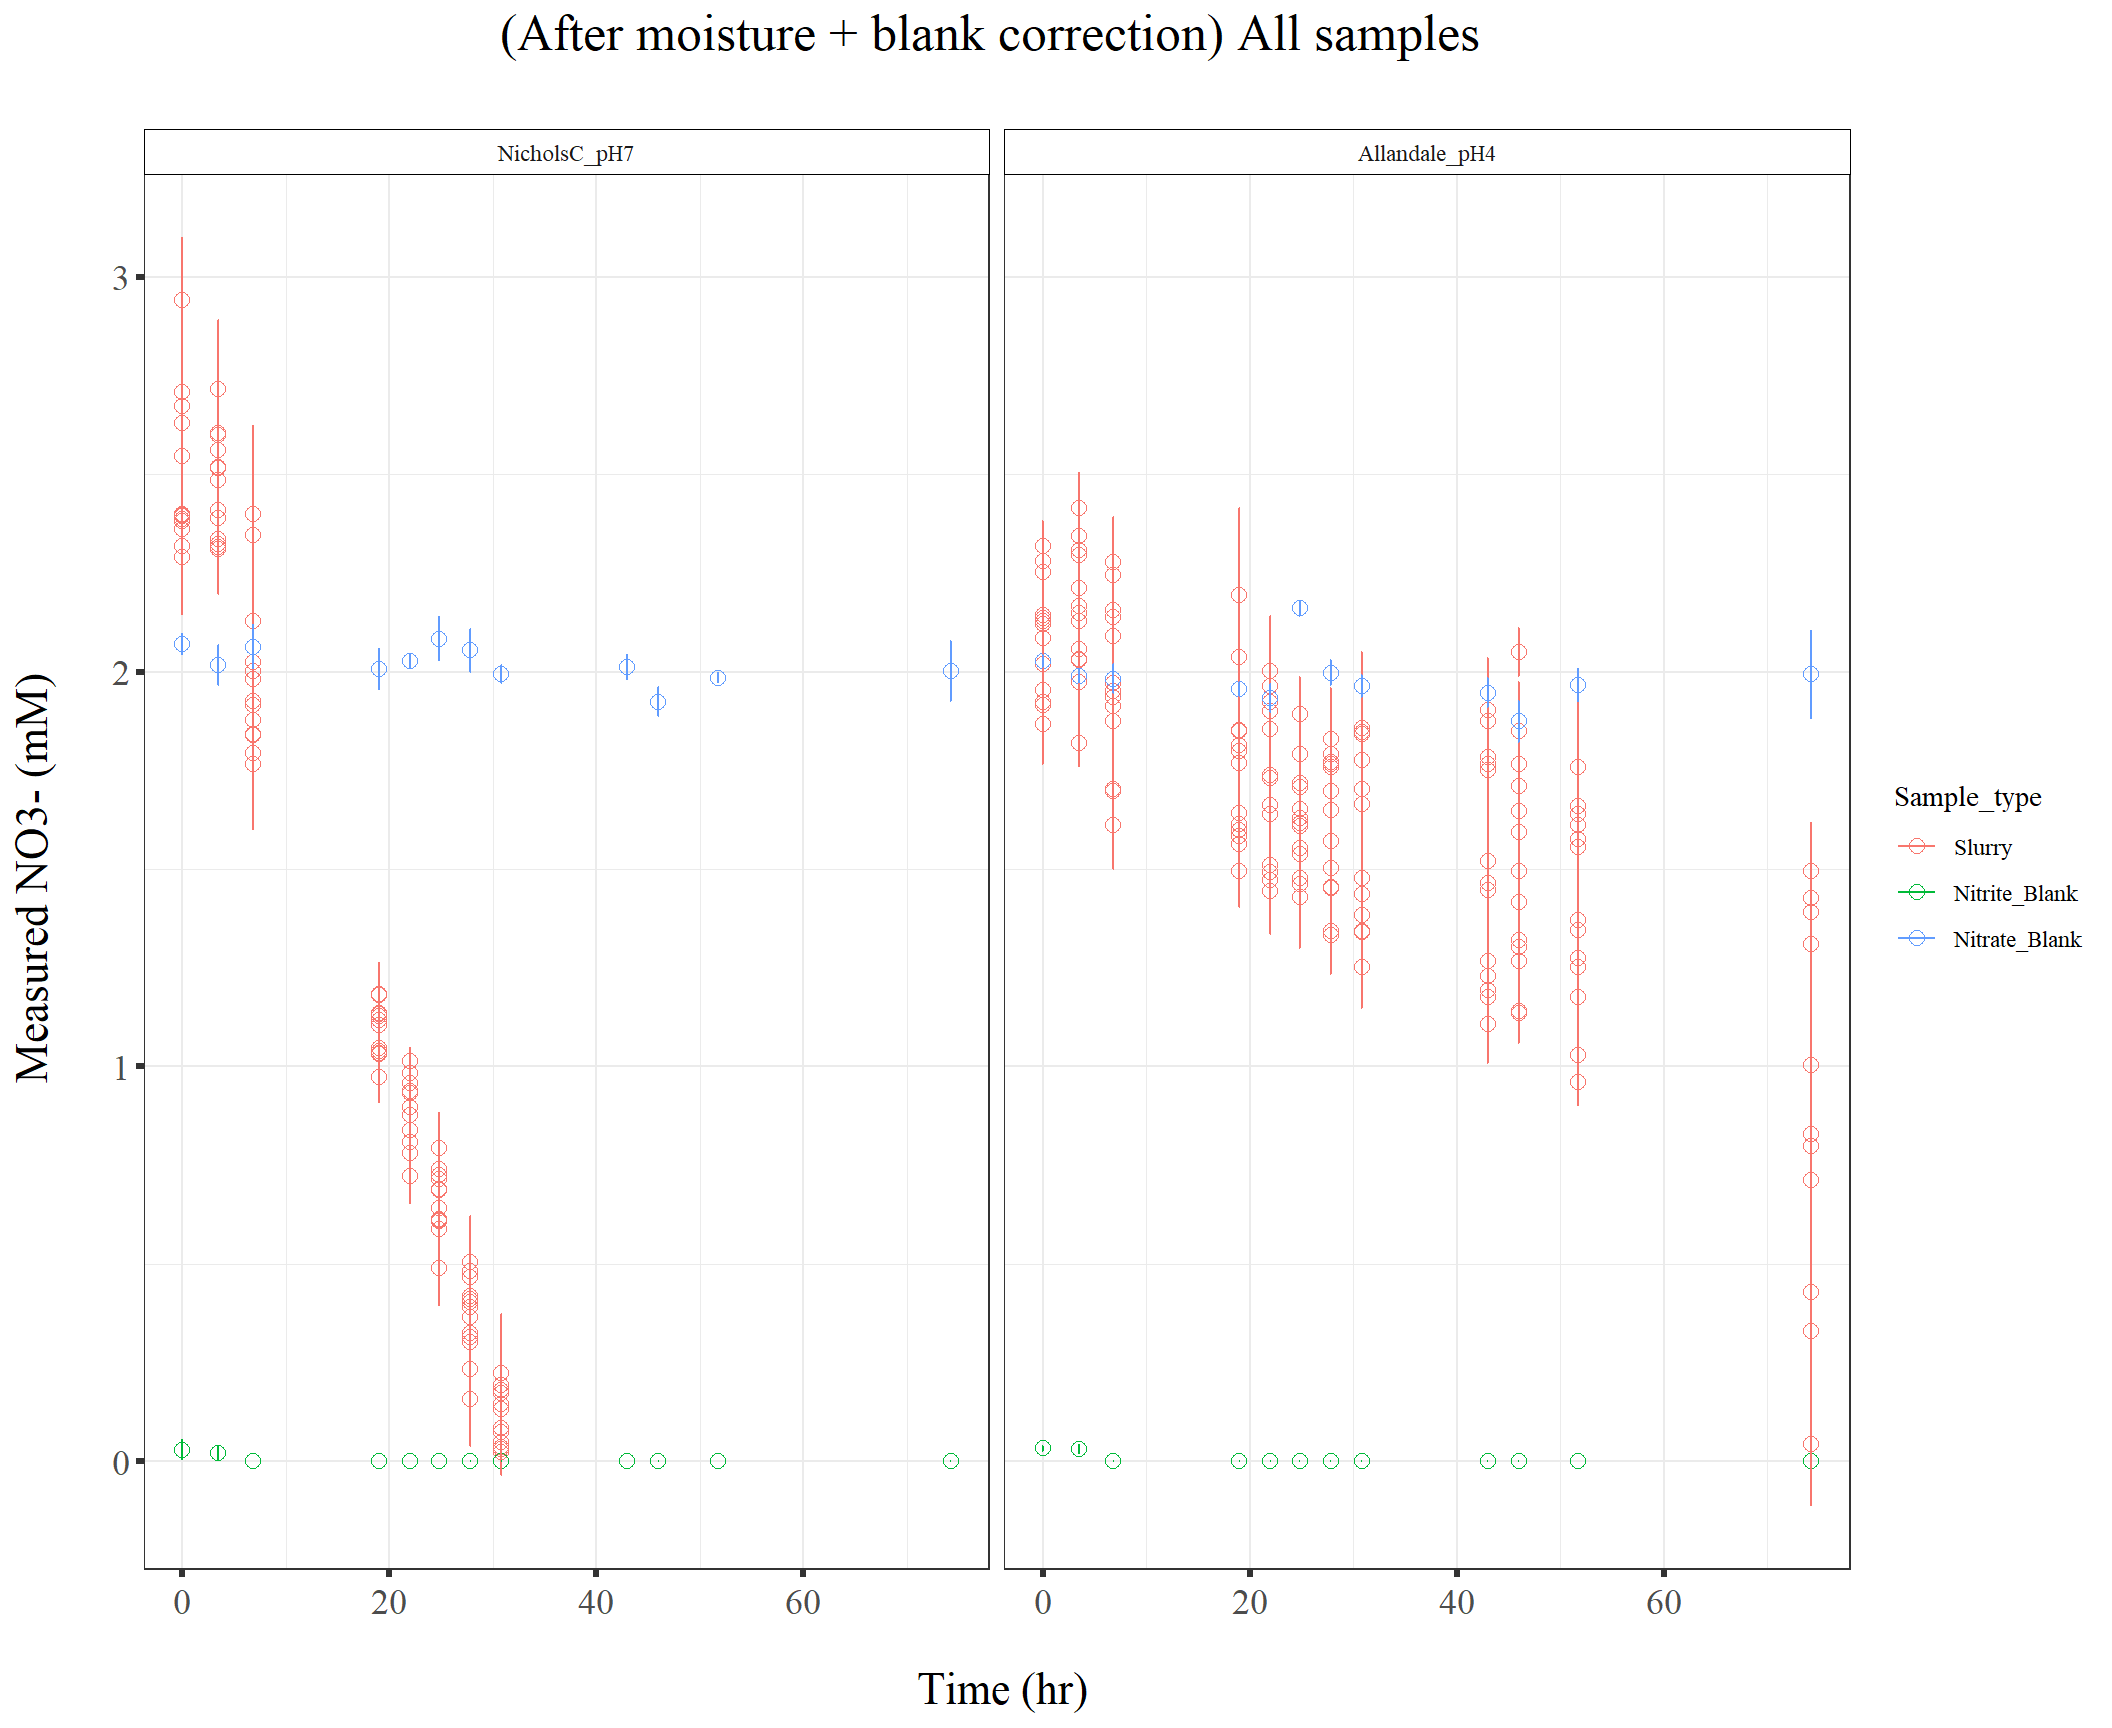 (After moisture + blank correction) All samples
NicholsC_pH7
Allandale_pH4
Measured NO3- (mM)
3
2
1
0
0 20 40 60
0 20 40 60
Time (hr)
Sample_type
Slurry
Nitrite_Blank
Nitrate_Blank